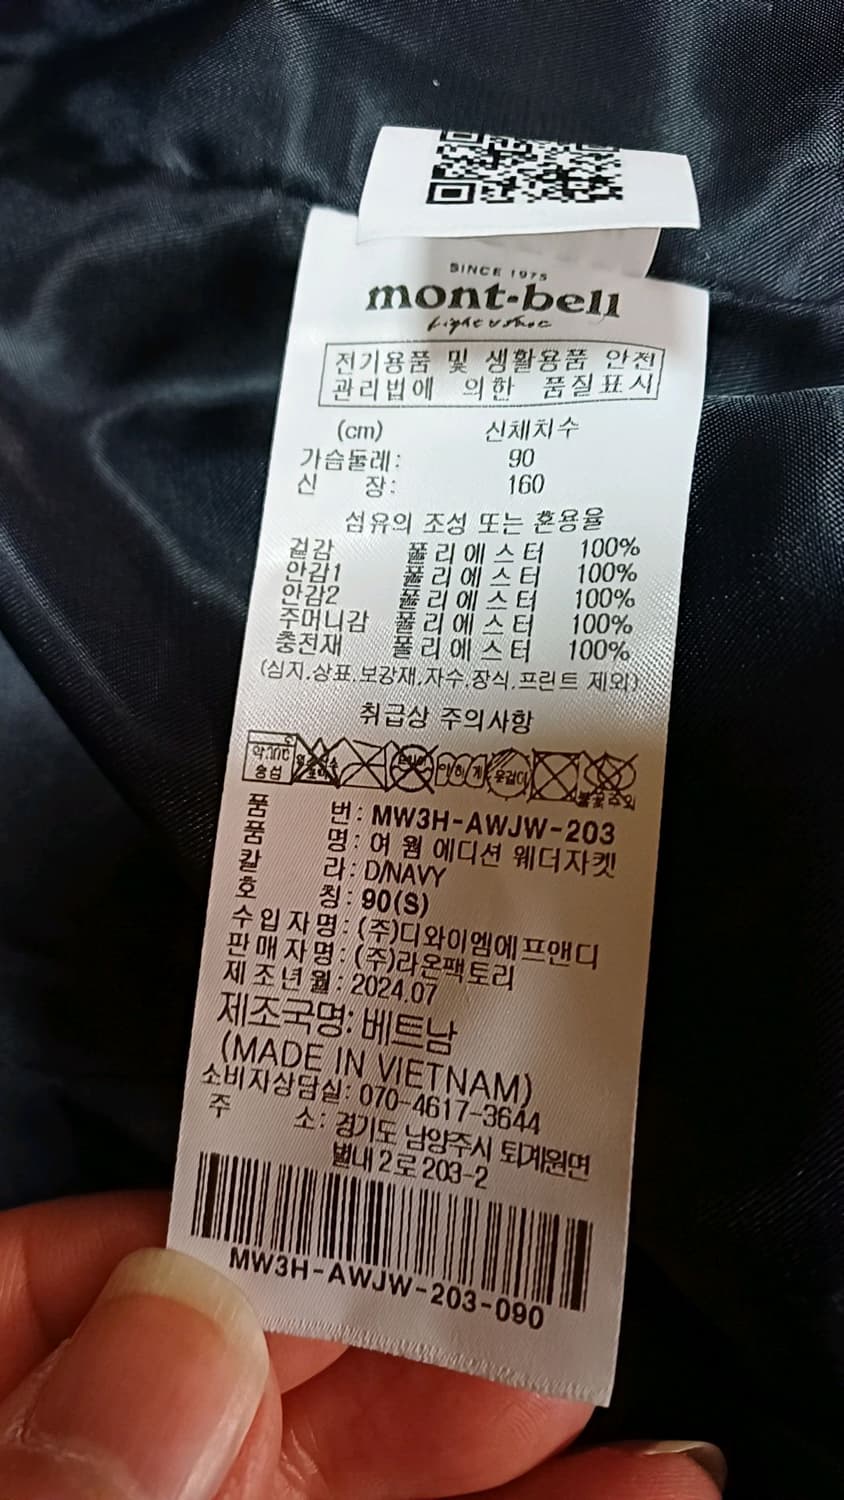 SINCE 1975
mont-bell
전기용품 및 생활용품 안전
관리법에 의한 품질표시
(cm) 신체치수
가슴둘레: 90
신 장: 160
섬유의 조성 또는 혼용율
겉감 폴리에스터 100%
안감1 폴리에스터 100%
안감2 폴리에스터 100%
주머니감 폴리에스터 100%
충전재 폴리에스터 100%
(심지,상표,보강재,자수,장식,프린트 제외)
취급상 주의사항
품 번: MW3H-AWJW-203
품 명: 여 웜 에디션 웨더자켓
칼 라: D/NAVY
호 칭: 90(S)
수입자명: (주)디와이엠에프앤디
판매자명: (주)라온팩토리
제조년월: 2024.07
제조국명: 베트남
(MADE IN VIETNAM)
소비자상담실: 070-4617-3644
주 소: 경기도 남양주시 퇴계원면
별내2로 203-2
MW3H-AWJW-203-090